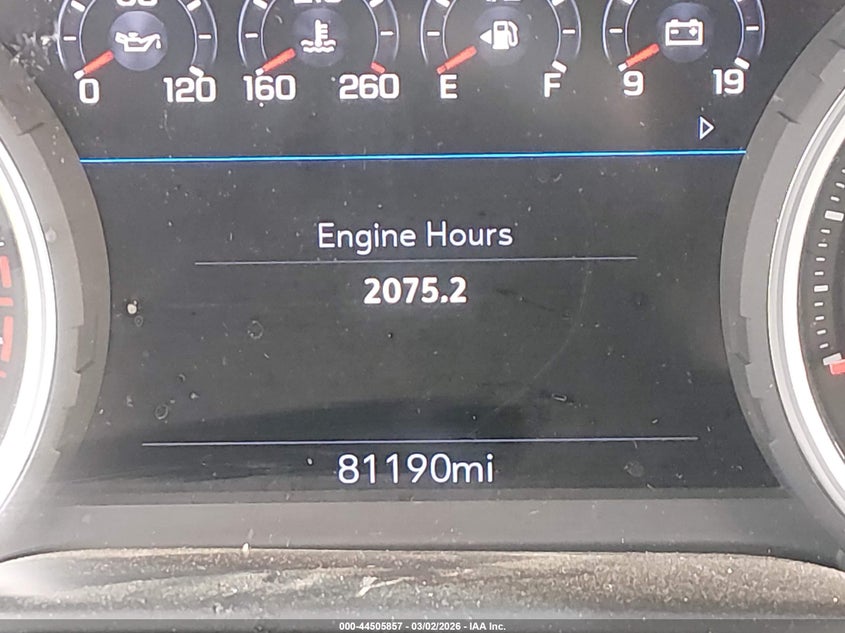 0 120 160 260 E F 9 19
Engine Hours
2075.2
81190mi
000-44505857 - 03/02/2026 - IAA Inc.